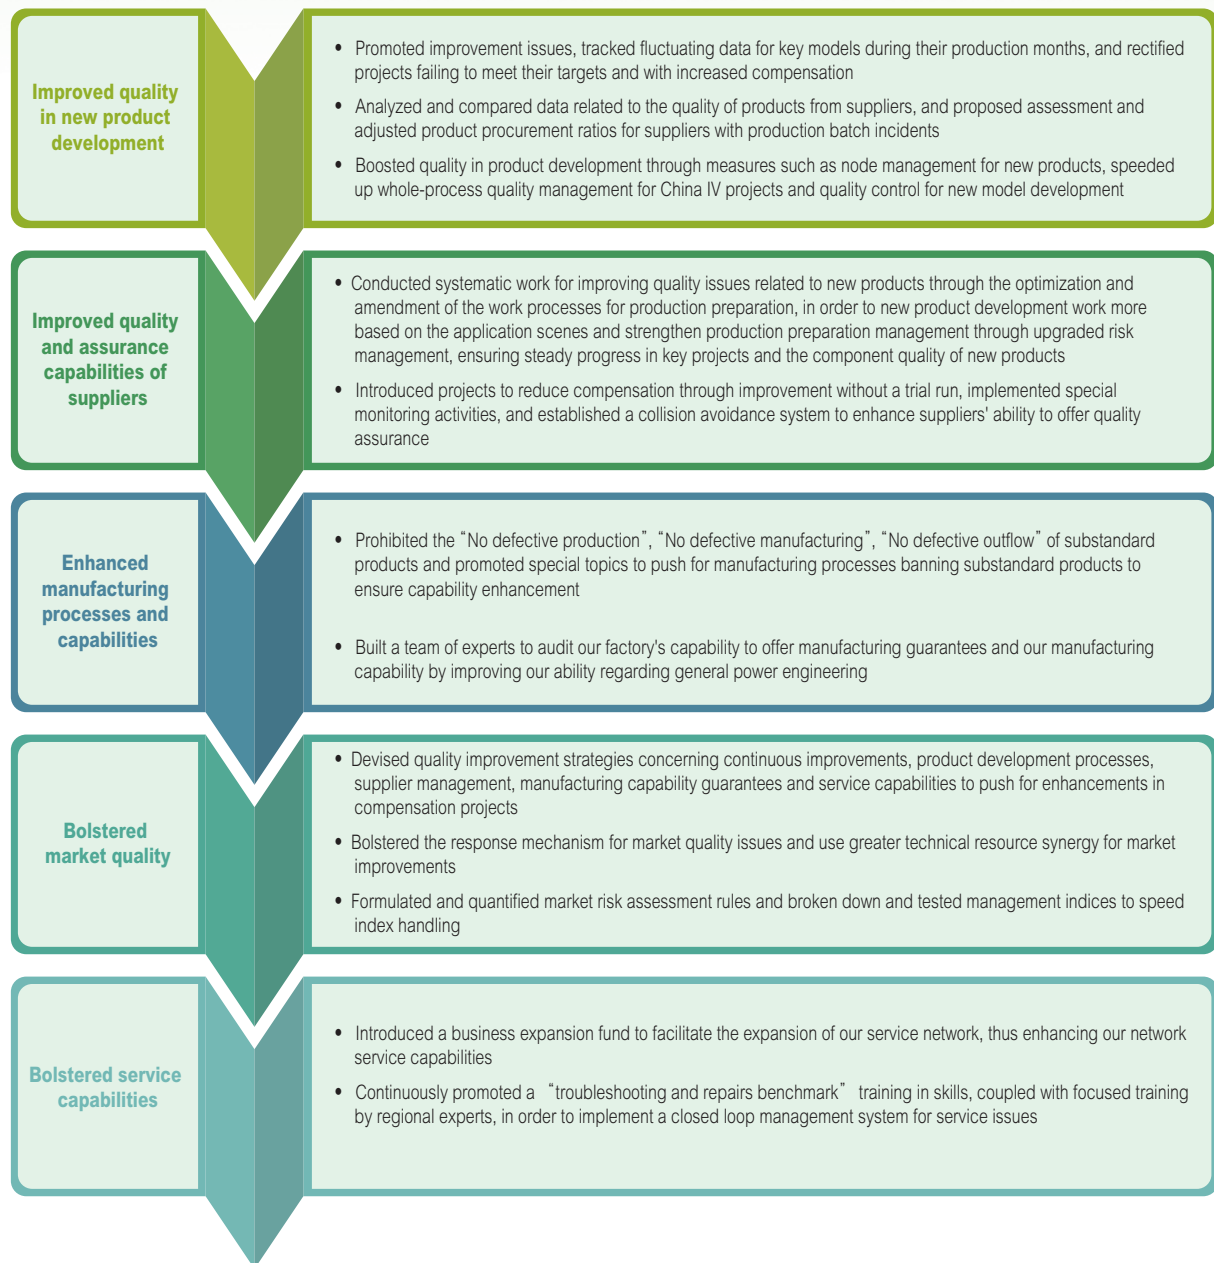 Improved quality
in new product
development
• Promoted improvement issues, tracked fluctuating data for key models during their production months, and rectified
projects failing to meet their targets and with increased compensation
• Analyzed and compared data related to the quality of products from suppliers, and proposed assessment and
adjusted product procurement ratios for suppliers with production batch incidents
• Boosted quality in product development through measures such as node management for new products, speeded
up whole-process quality management for China IV projects and quality control for new model development
Improved quality
and assurance
capabilities of
suppliers
• Conducted systematic work for improving quality issues related to new products through the optimization and
amendment of the work processes for production preparation, in order to new product development work more
based on the application scenes and strengthen production preparation management through upgraded risk
management, ensuring steady progress in key projects and the component quality of new products
• Introduced projects to reduce compensation through improvement without a trial run, implemented special
monitoring activities, and established a collision avoidance system to enhance suppliers' ability to offer quality
assurance
Enhanced
manufacturing
processes and
capabilities
• Prohibited the “No defective production”, “No defective manufacturing”, “No defective outflow” of substandard
products and promoted special topics to push for manufacturing processes banning substandard products to
ensure capability enhancement
• Built a team of experts to audit our factory's capability to offer manufacturing guarantees and our manufacturing
capability by improving our ability regarding general power engineering
Bolstered
market quality
• Devised quality improvement strategies concerning continuous improvements, product development processes,
supplier management, manufacturing capability guarantees and service capabilities to push for enhancements in
compensation projects
• Bolstered the response mechanism for market quality issues and use greater technical resource synergy for market
improvements
• Formulated and quantified market risk assessment rules and broken down and tested management indices to speed
index handling
Bolstered service
capabilities
• Introduced a business expansion fund to facilitate the expansion of our service network, thus enhancing our network
service capabilities
• Continuously promoted a “troubleshooting and repairs benchmark” training in skills, coupled with focused training
by regional experts, in order to implement a closed loop management system for service issues